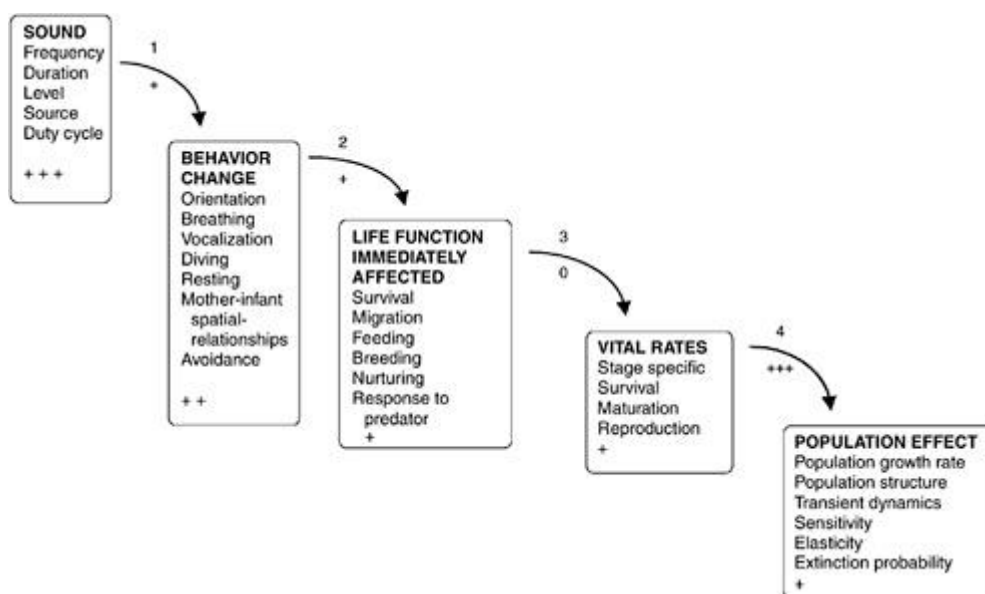 SOUND
Frequency
Duration
Level
Source
Duty cycle
+ + +
1
+
BEHAVIOR
CHANGE
Orientation
Breathing
Vocalization
Diving
Resting
Mother-infant
spatial-
relationships
Avoidance
+ +
2
+
LIFE FUNCTION
IMMEDIATELY
AFFECTED
Survival
Migration
Feeding
Breeding
Nurturing
Response to
predator
+
3
0
VITAL RATES
Stage specific
Survival
Maturation
Reproduction
+
4
+++
POPULATION EFFECT
Population growth rate
Population structure
Transient dynamics
Sensitivity
Elasticity
Extinction probability
+